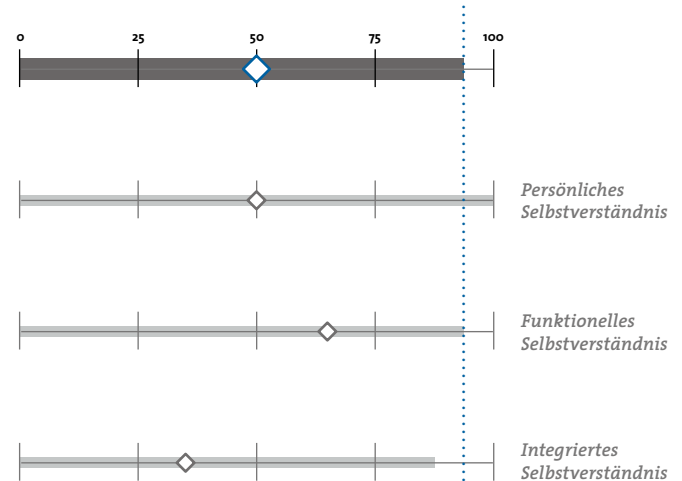 0 25 50 75 100
Persönliches
Selbstverständnis
Funktionelles
Selbstverständnis
Integriertes
Selbstverständnis